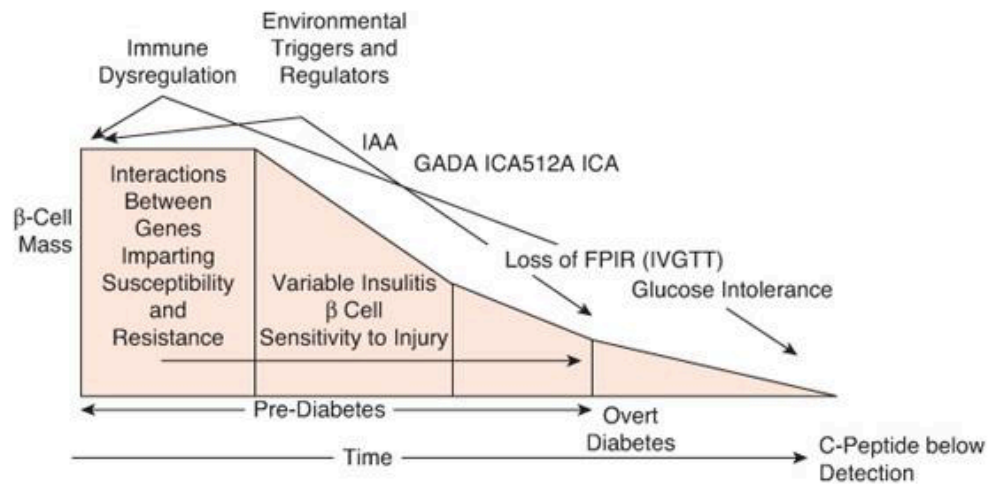 Immune
Dysregulation
Environmental
Triggers and
Regulators
IAA
GADA ICA512A ICA
β-Cell
Mass
Interactions
Between
Genes
Imparting
Susceptibility
and
Resistance
Variable Insulitis
β Cell
Sensitivity to Injury
Loss of FPIR (IVGTT)
Glucose Intolerance
Pre-Diabetes
Overt
Diabetes
Time
C-Peptide below
Detection